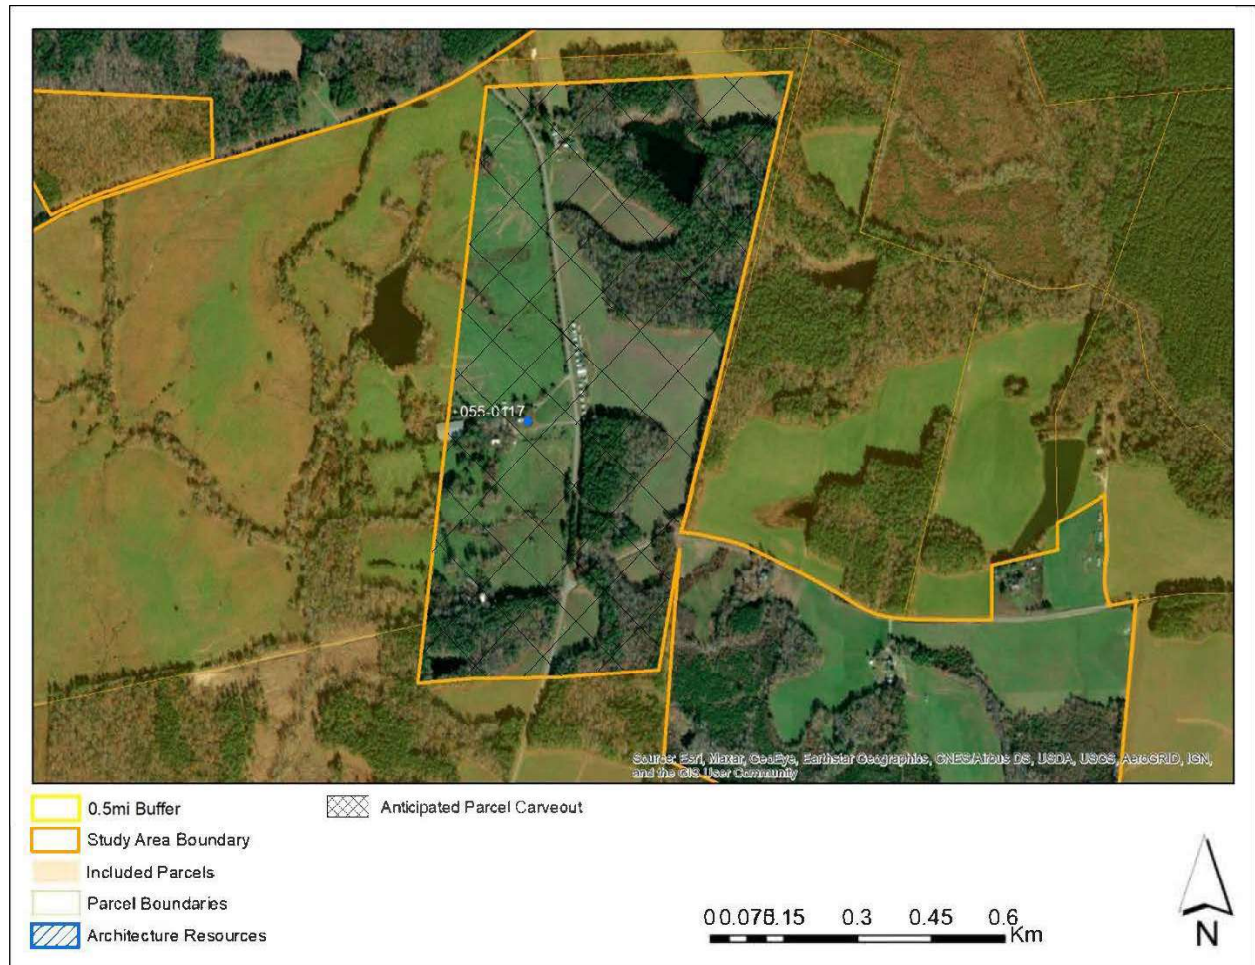 055-0117
Source: Esri, Maxar, GeoEye, Earthstar Geographics, CNES/Airbus DS, USDA, USGS, AeroGRID, IGN,
and the GIS User Community
0.5mi Buffer
Anticipated Parcel Carveout
Study Area Boundary
Included Parcels
Parcel Boundaries
Architecture Resources
0 0.075 0.15 0.3 0.45 0.6
Km
N